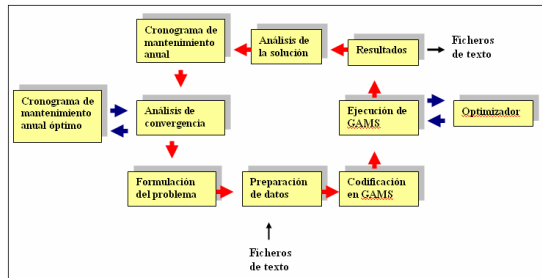 Cronograma de
mantenimiento
anual
Análisis de
la solución
Resultados
Ficheros
de texto
Cronograma de
mantenimiento
anual óptimo
Análisis de
convergencia
Ejecución de
GAMS
Optimizador
Formulación
del problema
Preparación
de datos
Codificación
en GAMS
Ficheros
de texto